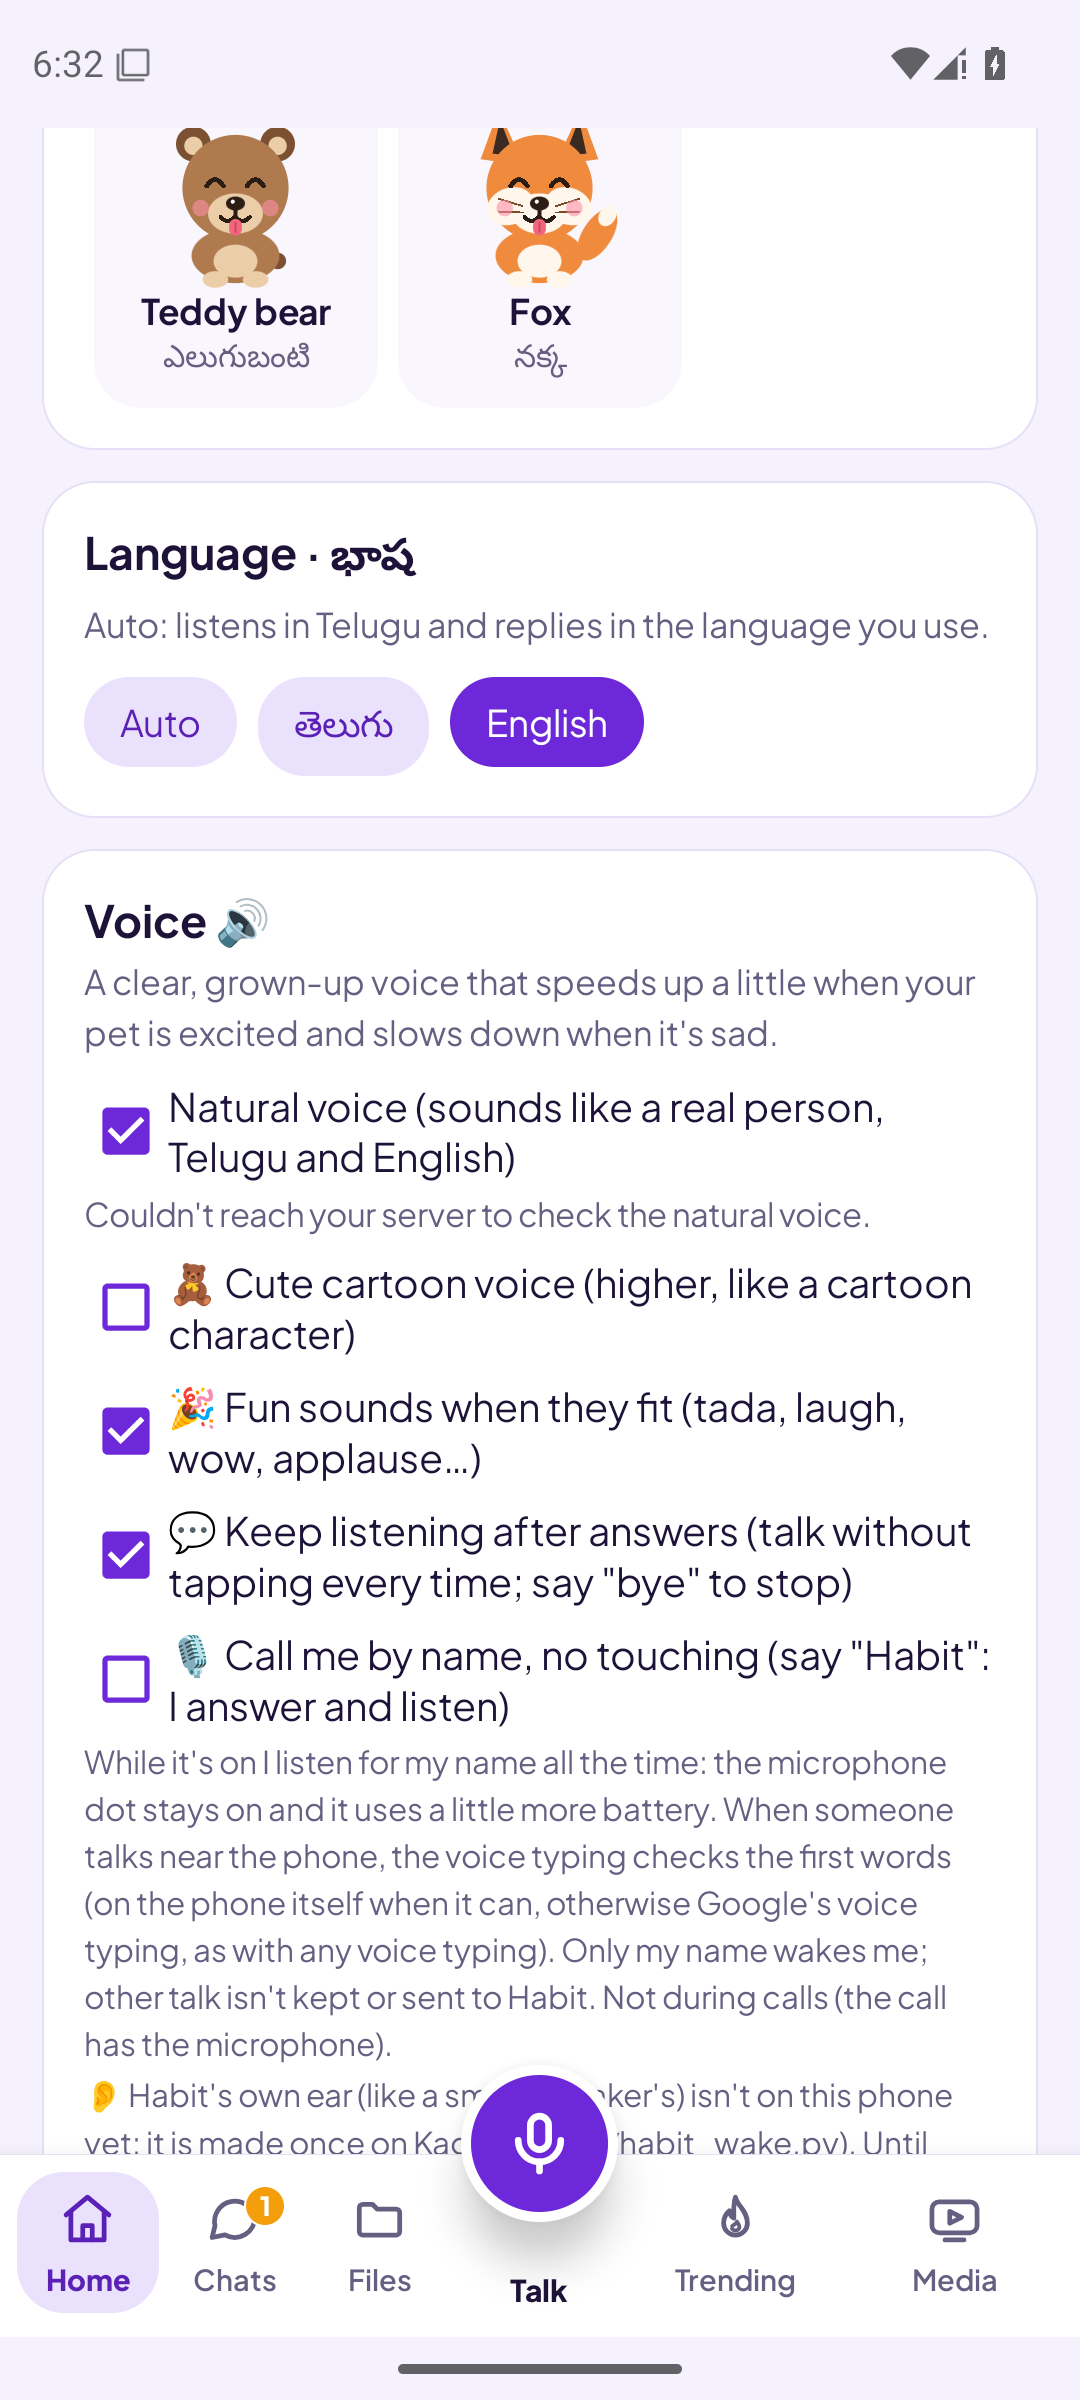 6:32
Teddy bear
ఎలుగుబంటి
Fox
నక్క
Language · భాష
Auto: listens in Telugu and replies in the language you use.
Auto
తెలుగు
English
Voice 🔊
A clear, grown-up voice that speeds up a little when your
pet is excited and slows down when it's sad.
Natural voice (sounds like a real person,
Telugu and English)
Couldn't reach your server to check the natural voice.
🧸 Cute cartoon voice (higher, like a cartoon
character)
🎉 Fun sounds when they fit (tada, laugh,
wow, applause...)
💬 Keep listening after answers (talk without
tapping every time; say "bye" to stop)
🎙️ Call me by name, no touching (say "Habit":
I answer and listen)
While it's on I listen for my name all the time: the microphone
dot stays on and it uses a little more battery. When someone
talks near the phone, the voice typing checks the first words
(on the phone itself when it can, otherwise Google's voice
typing, as with any voice typing). Only my name wakes me;
other talk isn't kept or sent to Habit. Not during calls (the call
has the microphone).
👂 Habit's own ear (like a isn't on this phone
yet: it is made once on Until
Home
1
Chats
Files
Talk
Trending
Media